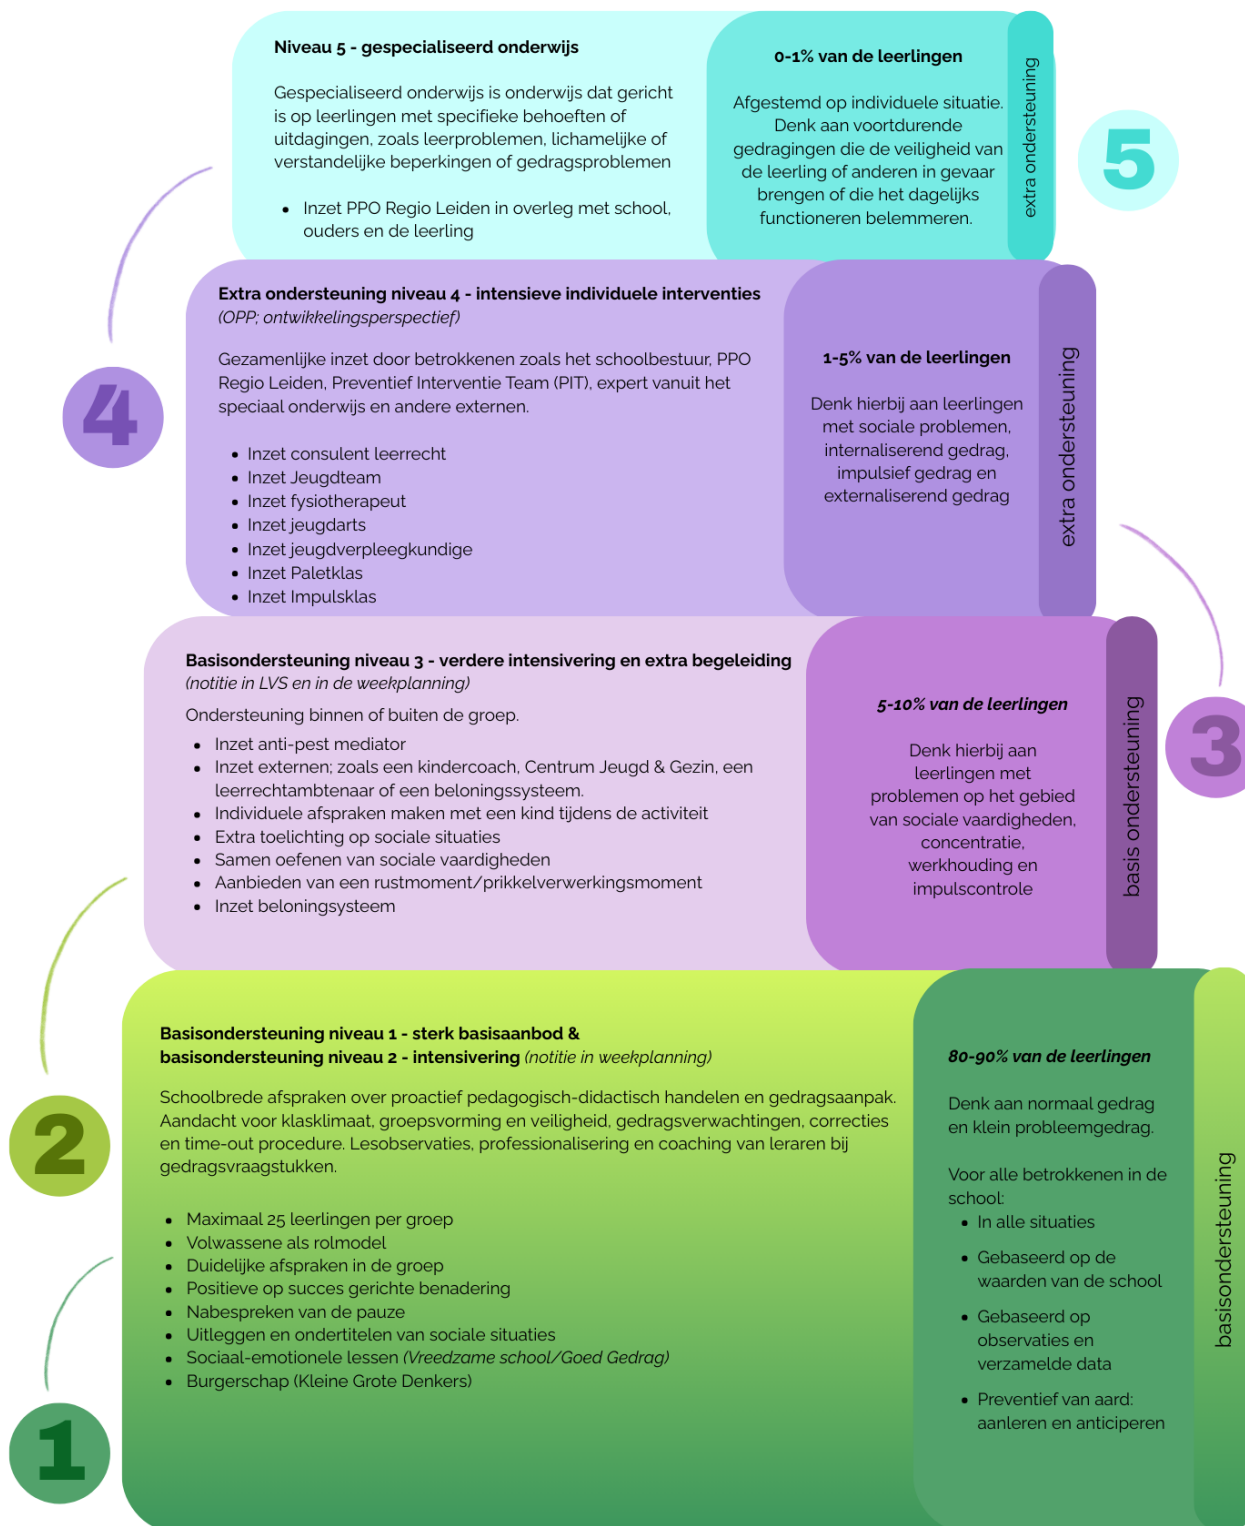 Niveau 5 - gespecialiseerd onderwijs
Gespecialiseerd onderwijs is onderwijs dat gericht
is op leerlingen met specifieke behoeften of
uitdagingen, zoals leerproblemen, lichamelijke of
verstandelijke beperkingen of gedragsproblemen
• Inzet PPO Regio Leiden in overleg met school,
ouders en de leerling
0-1% van de leerlingen
Afgestemd op individuele situatie.
Denk aan voortdurende
gedragingen die de veiligheid van
de leerling of anderen in gevaar
brengen of die het dagelijks
functioneren belemmeren.
extra ondersteuning
5
Extra ondersteuning niveau 4 - intensieve individuele interventies
(OPP; ontwikkelingsperspectief)
Gezamenlijke inzet door betrokkenen zoals het schoolbestuur, PPO
Regio Leiden, Preventief Interventie Team (PIT), expert vanuit het
speciaal onderwijs en andere externen.
• Inzet consulent leerrecht
• Inzet Jeugdteam
• Inzet fysiotherapeut
• Inzet jeugdarts
• Inzet jeugdverpleegkundige
• Inzet Paletklas
• Inzet Impulsklas
1-5% van de leerlingen
Denk hierbij aan leerlingen
met sociale problemen,
internaliserend gedrag,
impulsief gedrag en
externaliserend gedrag
extra ondersteuning
4
Basisondersteuning niveau 3 - verdere intensivering en extra begeleiding
(notitie in LVS en in de weekplanning)
Ondersteuning binnen of buiten de groep.
• Inzet anti-pest mediator
• Inzet externen; zoals een kindercoach, Centrum Jeugd & Gezin, een
leerrechtambtenaar of een beloningssysteem.
• Individuele afspraken maken met een kind tijdens de activiteit
• Extra toelichting op sociale situaties
• Samen oefenen van sociale vaardigheden
• Aanbieden van een rustmoment/prikkelverwerkingsmoment
• Inzet beloningsysteem
5-10% van de leerlingen
Denk hierbij aan
leerlingen met
problemen op het gebied
van sociale vaardigheden,
concentratie,
werkhouding en
impulscontrole
basis ondersteuning
3
Basisondersteuning niveau 1 - sterk basisaanbod &
basisondersteuning niveau 2 - intensivering (notitie in weekplanning)
Schoolbrede afspraken over proactief pedagogisch-didactisch handelen en gedragsaanpak.
Aandacht voor klasklimaat, groepsvorming en veiligheid, gedragsverwachtingen, correcties
en time-out procedure. Lesobservaties, professionalisering en coaching van leraren bij
gedragsvraagstukken.
• Maximaal 25 leerlingen per groep
• Volwassene als rolmodel
• Duidelijke afspraken in de groep
• Positieve op succes gerichte benadering
• Nabespreken van de pauze
• Uitleggen en ondertitelen van sociale situaties
• Sociaal-emotionele lessen (Vreedzame school/Goed Gedrag)
• Burgerschap (Kleine Grote Denkers)
80-90% van de leerlingen
Denk aan normaal gedrag
en klein probleemgedrag.
Voor alle betrokkenen in de
school:
• In alle situaties
• Gebaseerd op de
waarden van de school
• Gebaseerd op
observaties en
verzamelde data
• Preventief van aard:
aanleren en anticiperen
basisondersteuning
2
1